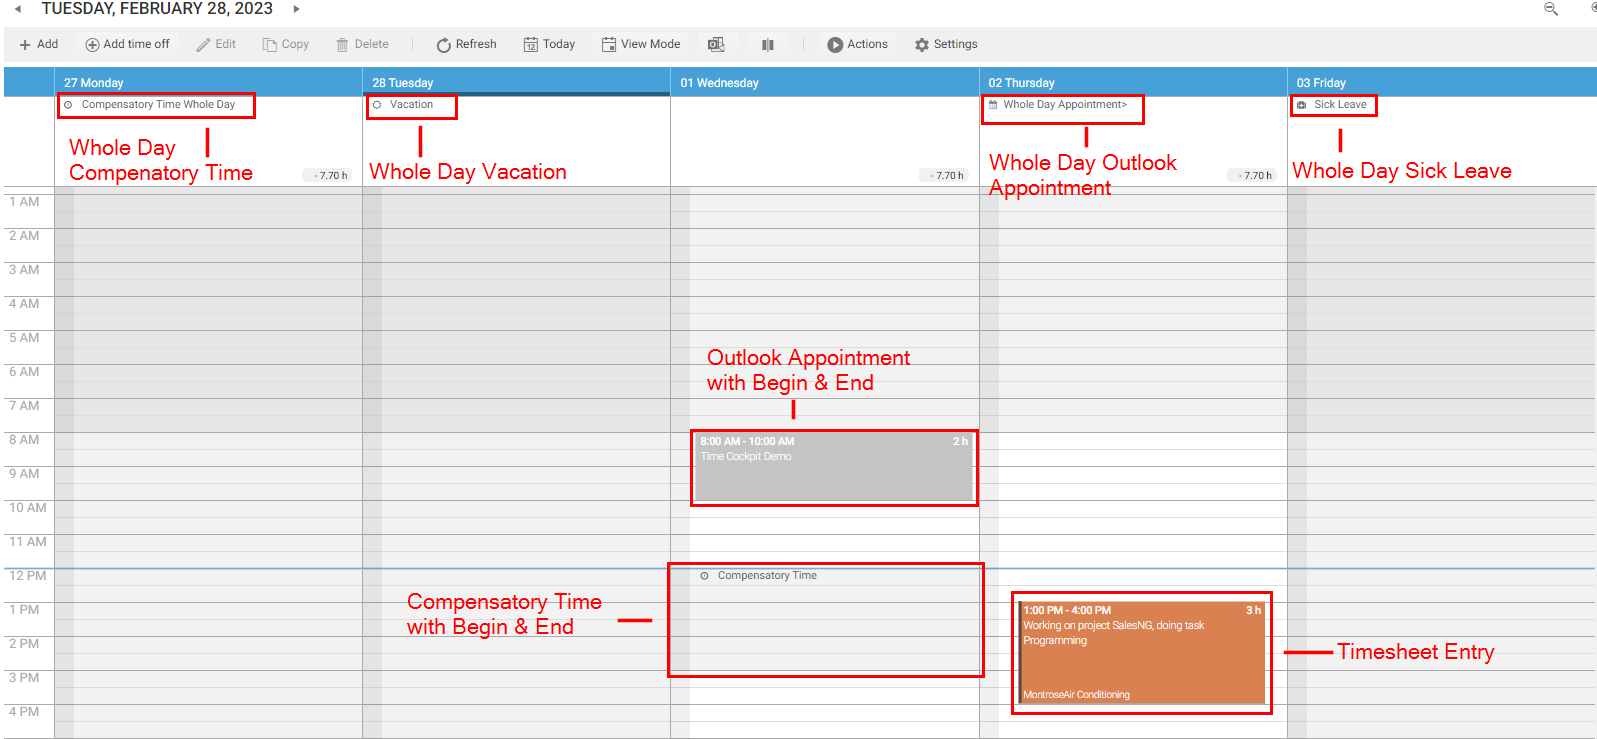 TUESDAY, FEBRUARY 28, 2023
Add
Add time off
Edit
Copy
Delete
Refresh
12 Today
View Mode
Actions
Settings
27 Monday
28 Tuesday
01 Wednesday
02 Thursday
03 Friday
Compensatory Time Whole Day
Vacation
Whole Day Appointment>
Sick Leave
Whole Day
Compenatory Time
Whole Day Vacation
Whole Day Outlook
Appointment
Whole Day Sick Leave
- 7.70 h
- 7.70 h
- 7.70 h
1 AM
2 AM
3 AM
4 AM
5 AM
6 AM
7 AM
8 AM
9 AM
10 AM
11 AM
12 PM
1 PM
2 PM
3 PM
4 PM
Outlook Appointment
with Begin & End
8:00 AM - 10:00 AM 2 h
Time Cockpit Demo
Compensatory Time
Compensatory Time
with Begin & End
1:00 PM - 4:00 PM 3 h
Working on project SalesNG, doing task
Programming
MontroseAir Conditioning
Timesheet Entry